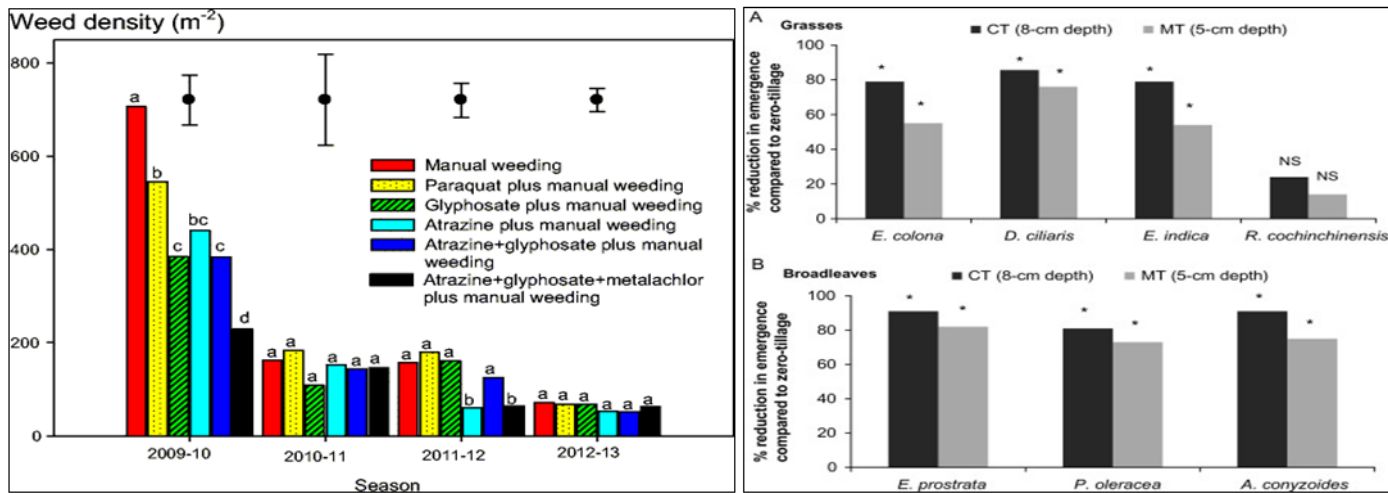 Weed density (m⁻²)
800
600
400
200
0
a
b
c
bc
c
d
a
a
a
a
a
a
a
a
a
b
a
b
a
a
a
a
a
a
Manual weeding
Paraquat plus manual weeding
Glyphosate plus manual weeding
Atrazine plus manual weeding
Atrazine+glyphosate plus manual
weeding
Atrazine+glyphosate+metalachlor
plus manual weeding
2009-10
2010-11
2011-12
2012-13
Season
A
Grasses
CT (8-cm depth)
MT (5-cm depth)
% reduction in emergence
compared to zero-tillage
100
80
60
40
20
0
*
*
*
*
*
*
NS
NS
E. colona
D. ciliaris
E. indica
R. cochinchinensis
B
Broadleaves
CT (8-cm depth)
MT (5-cm depth)
% reduction in emergence
compared to zero-tillage
100
80
60
40
20
0
*
*
*
*
*
*
E. prostrata
P. oleracea
A. conyzoides